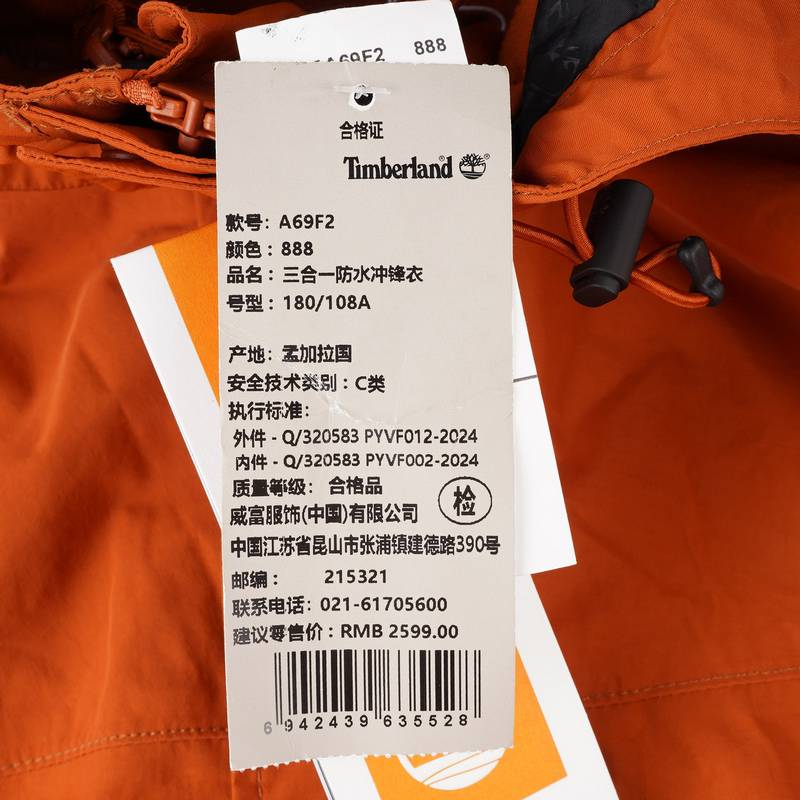 A69F2 888
合格证
Timberland
款号: A69F2
颜色: 888
品名: 三合一防水冲锋衣
号型: 180/108A
产地: 孟加拉国
安全技术类别: C类
执行标准:
外件 - Q/320583 PYVF012-2024
内件 - Q/320583 PYVF002-2024
质量等级: 合格品
检
威富服饰(中国)有限公司
中国江苏省昆山市张浦镇建德路390号
邮编: 215321
联系电话: 021-61705600
建议零售价: RMB 2599.00
6 942439 635528